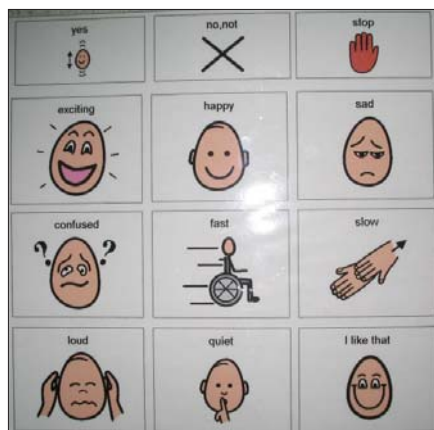 yes
no,not
stop
exciting
happy
sad
confused
? ?
fast
slow
loud
quiet
I like that